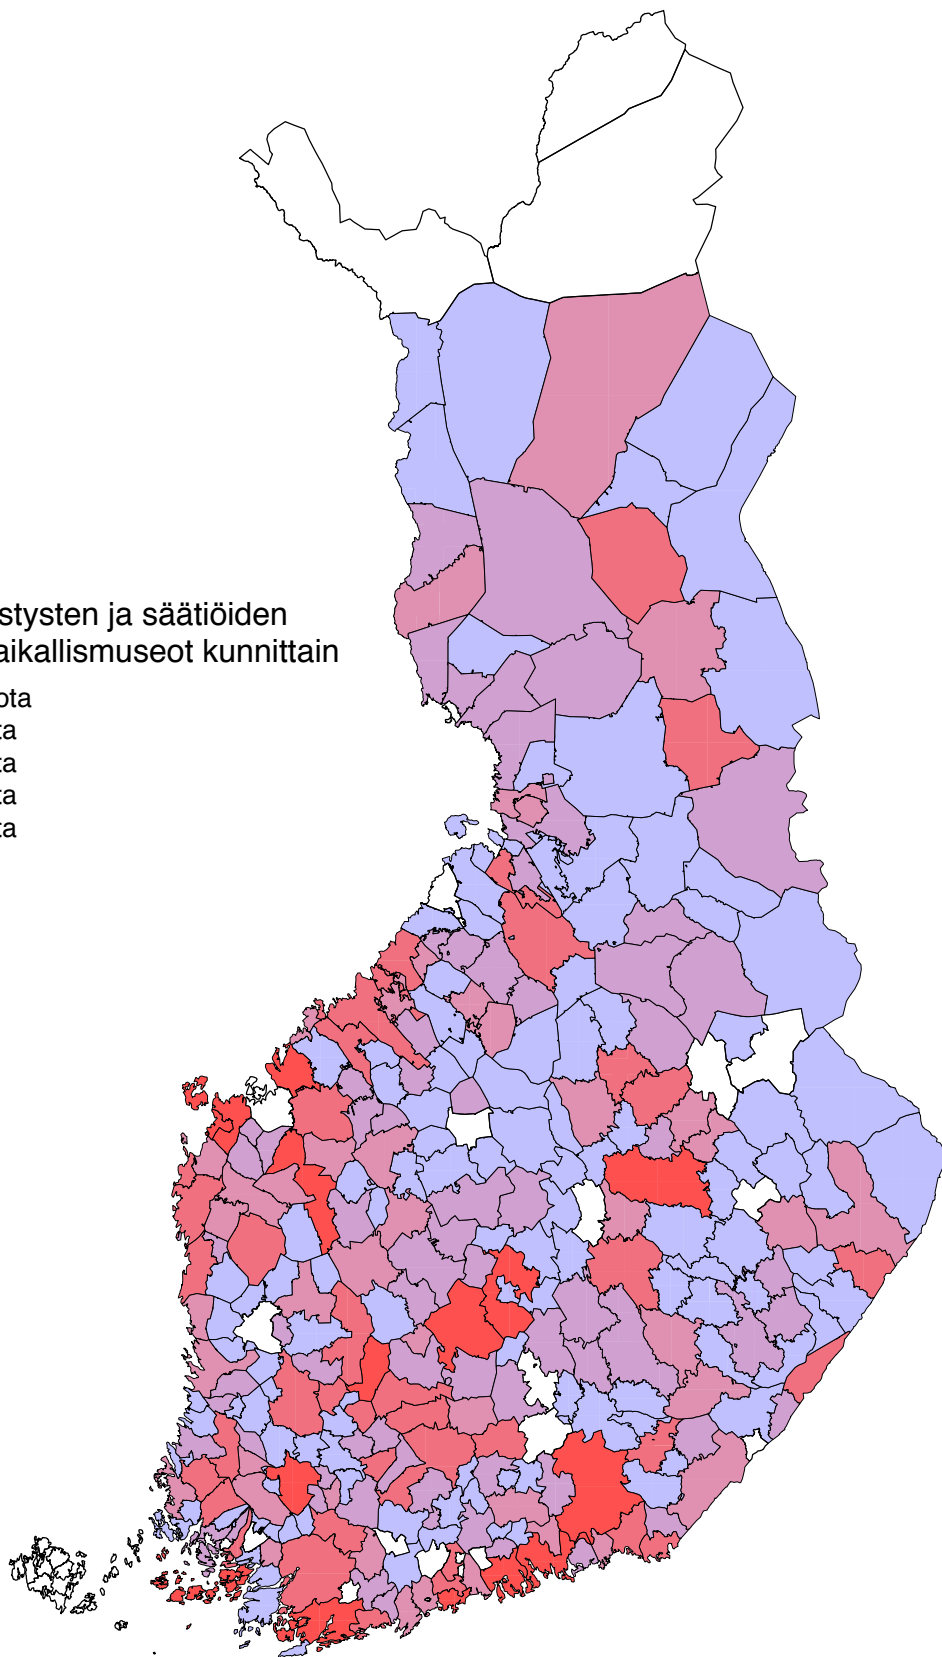 stysten ja säätiöiden
aikallismuseot kunnittain
ota
ta
ta
ta
ta